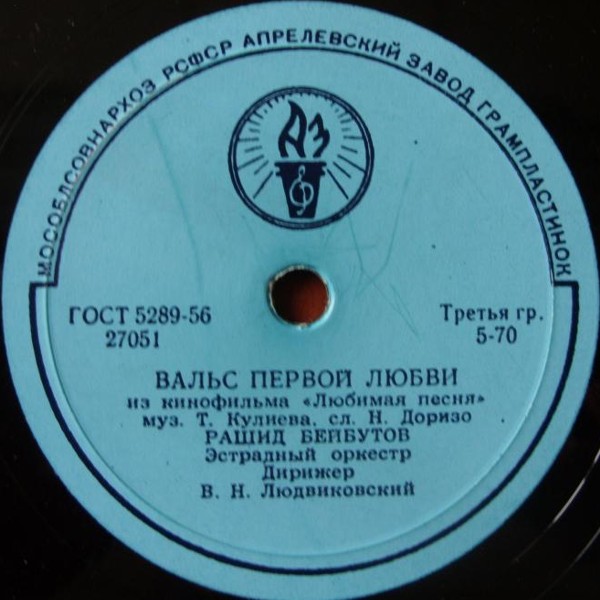 МОСОБЛСОВНАРХОЗ РСФСР АПРЕЛЕВСКИЙ ЗАВОД ГРАМПЛАСТИНОК
АЗ
ГОСТ 5289-56
27051
Третья гр.
5-70
ВАЛЬС ПЕРВОЙ ЛЮБВИ
из кинофильма «Любимая песня»
муз. Т. Кулиева, сл. Н. Доризо
РАШИД БЕЙБУТОВ
Эстрадный оркестр
Дирижер
В. Н. Людвиковский